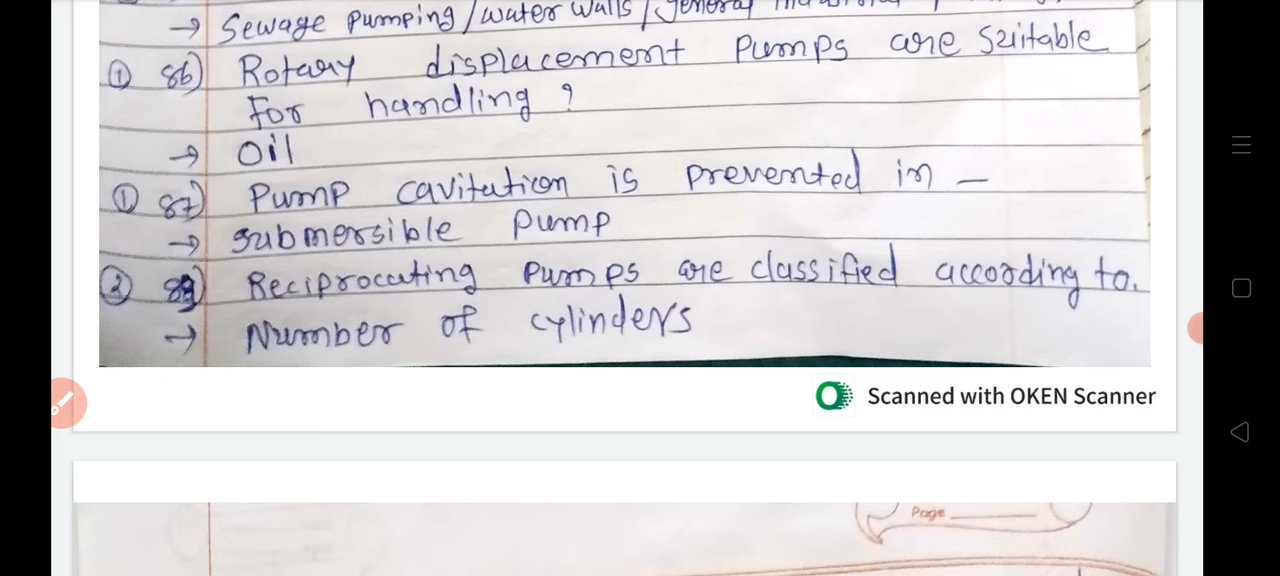 → Sewage pumping/water walls/general
① 86) Rotary displacement Pumps are suitable
For handling ?
→ Oil
① 87) Pump cavitation is prevented in –
→ submersible Pump
② 89) Reciprocating Pumps are classified according to.
→ Number of cylinders
Scanned with OKEN Scanner
Page